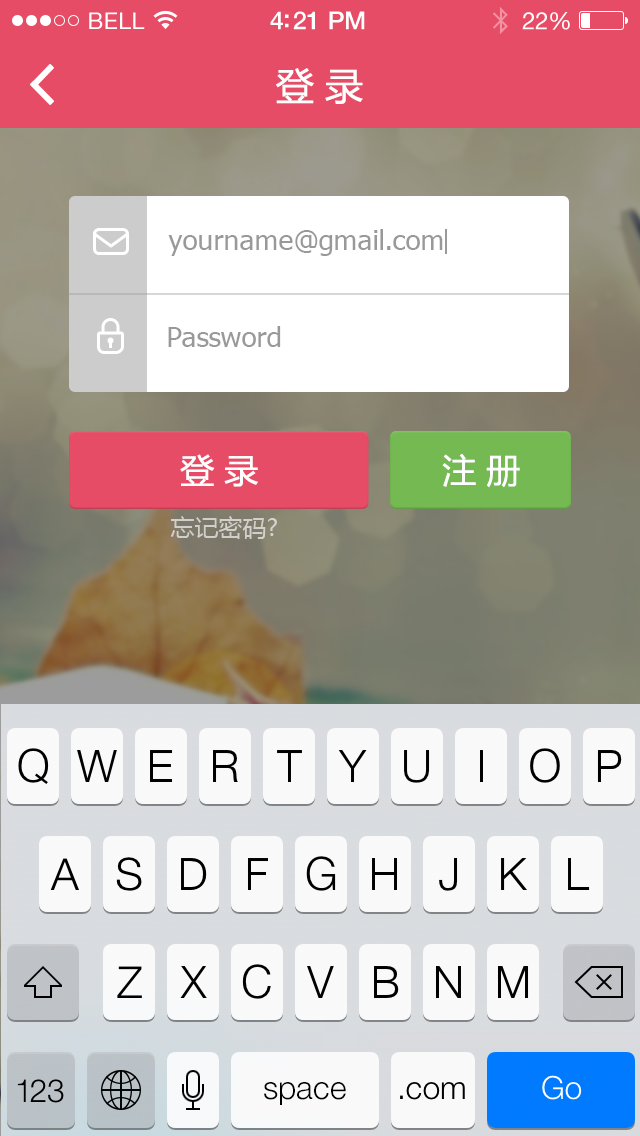 BELL 4:21 PM 22%
登录
yourname@gmail.com
Password
登录 注册
忘记密码?
Q W E R T Y U I O P
A S D F G H J K L
Z X C V B N M
123 space .com Go